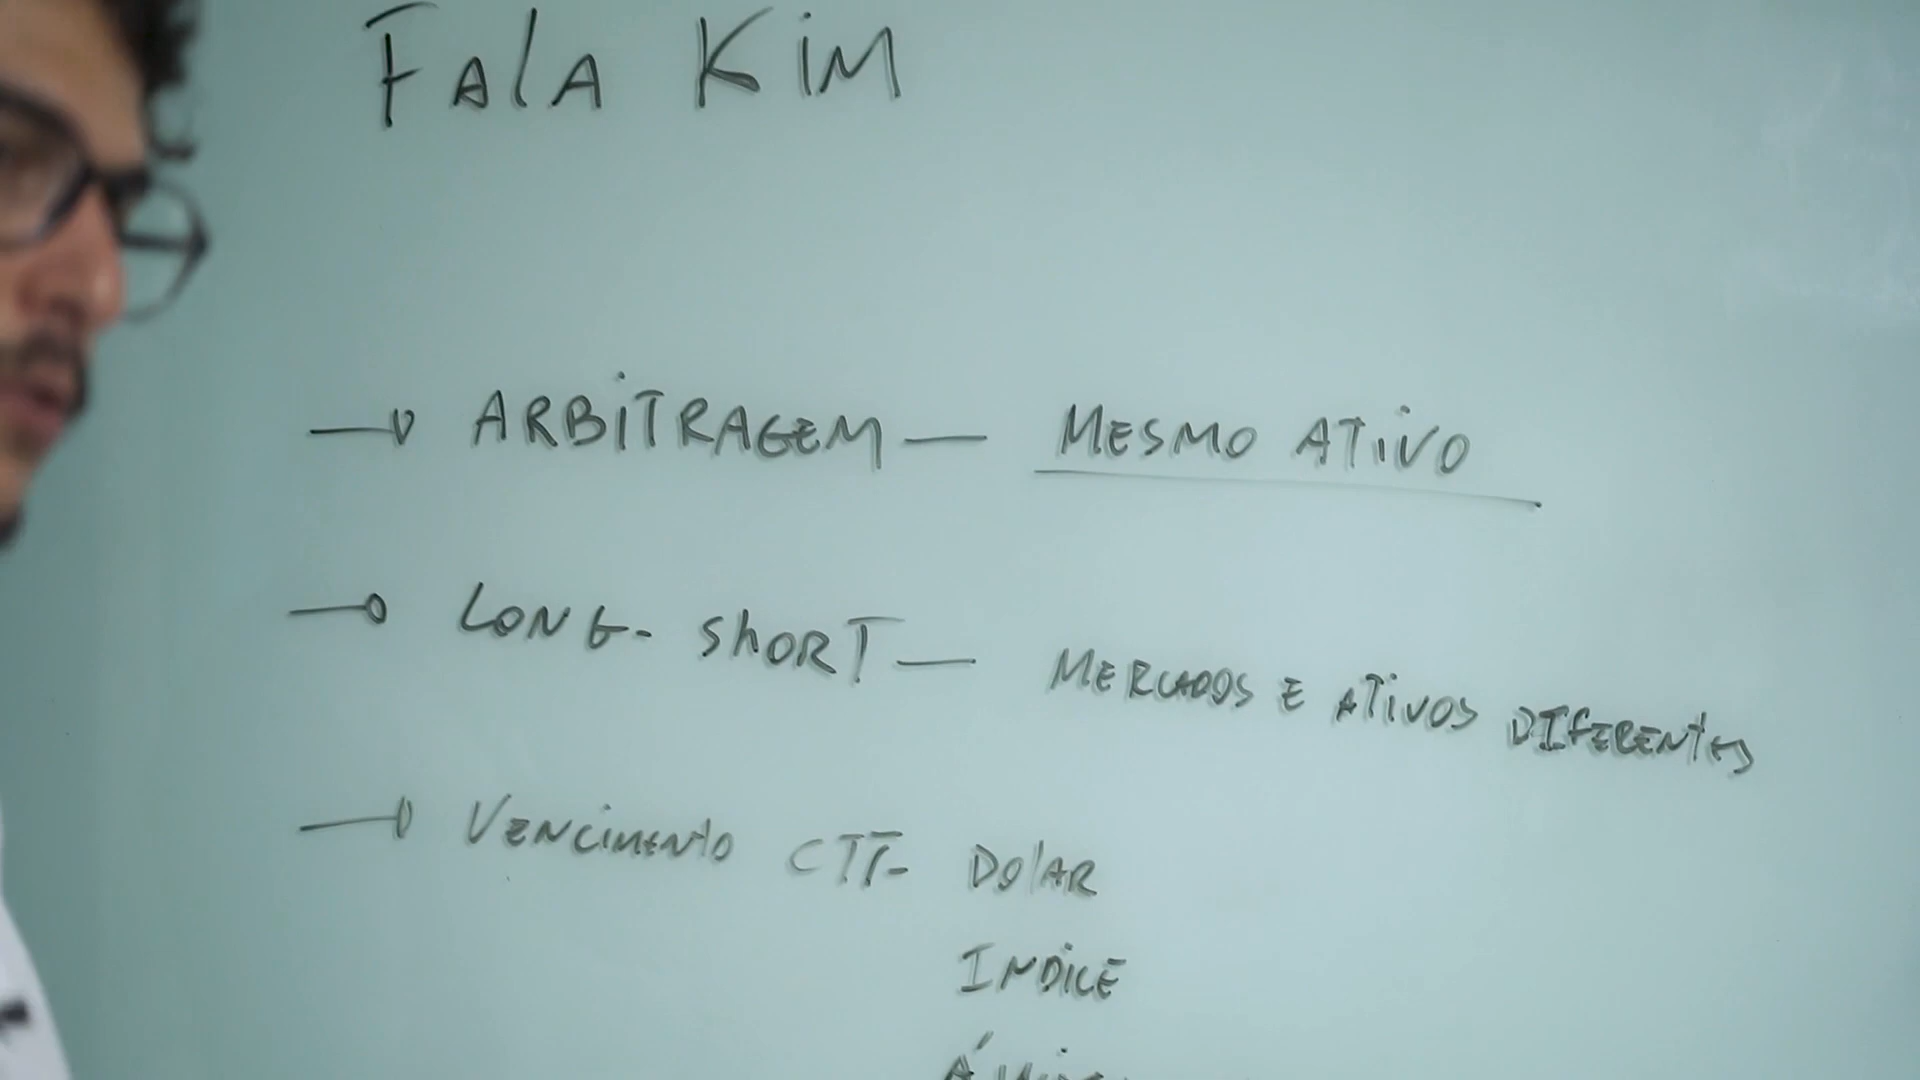 FALA KIM
ARBITRAGEM — MESMO ATIVO
LONG-SHORT — MERCADOS E ATIVOS DIFERENTES
VENCIMENTO CTT- DOLAR
INDICE